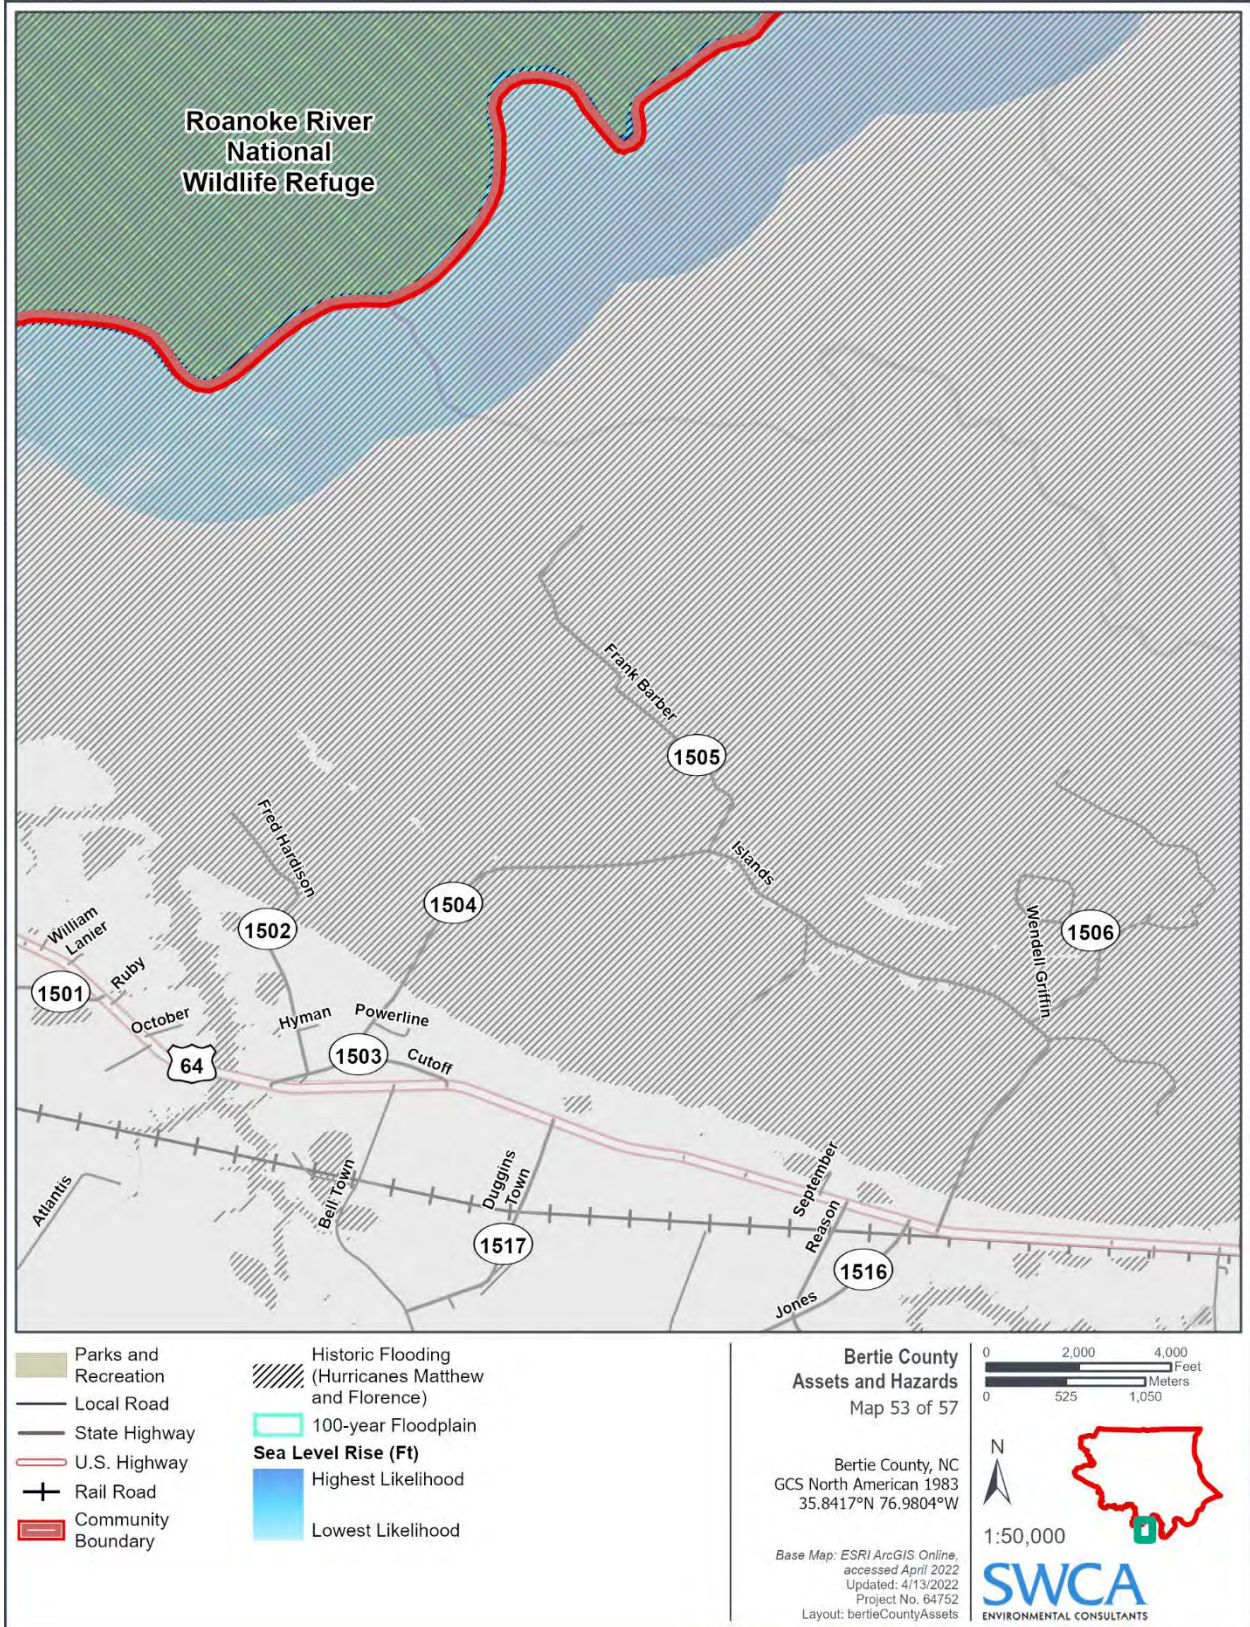 Roanoke River
National
Wildlife Refuge
Frank Barber
1505
Fred Hardison
Islands
1504
1502
William
Lanier
Wendell Griffin
1506
Ruby
1501
October
Hyman
Powerline
1503
Cutoff
64
September
Duggins
Town
Bell Town
Atlantis
Reason
1517
1516
Jones
Parks and
Recreation
Local Road
State Highway
U.S. Highway
Rail Road
Community
Boundary
Historic Flooding
(Hurricanes Matthew
and Florence)
100-year Floodplain
Sea Level Rise (Ft)
Highest Likelihood
Lowest Likelihood
Bertie County
Assets and Hazards
Map 53 of 57
Bertie County, NC
GCS North American 1983
35.8417°N 76.9804°W
Base Map: ESRI ArcGIS Online,
accessed April 2022
Updated: 4/13/2022
Project No. 64752
Layout: bertieCountyAssets
0 2,000 4,000
Feet
Meters
0 525 1,050
N
1:50,000
SWCA
ENVIRONMENTAL CONSULTANTS